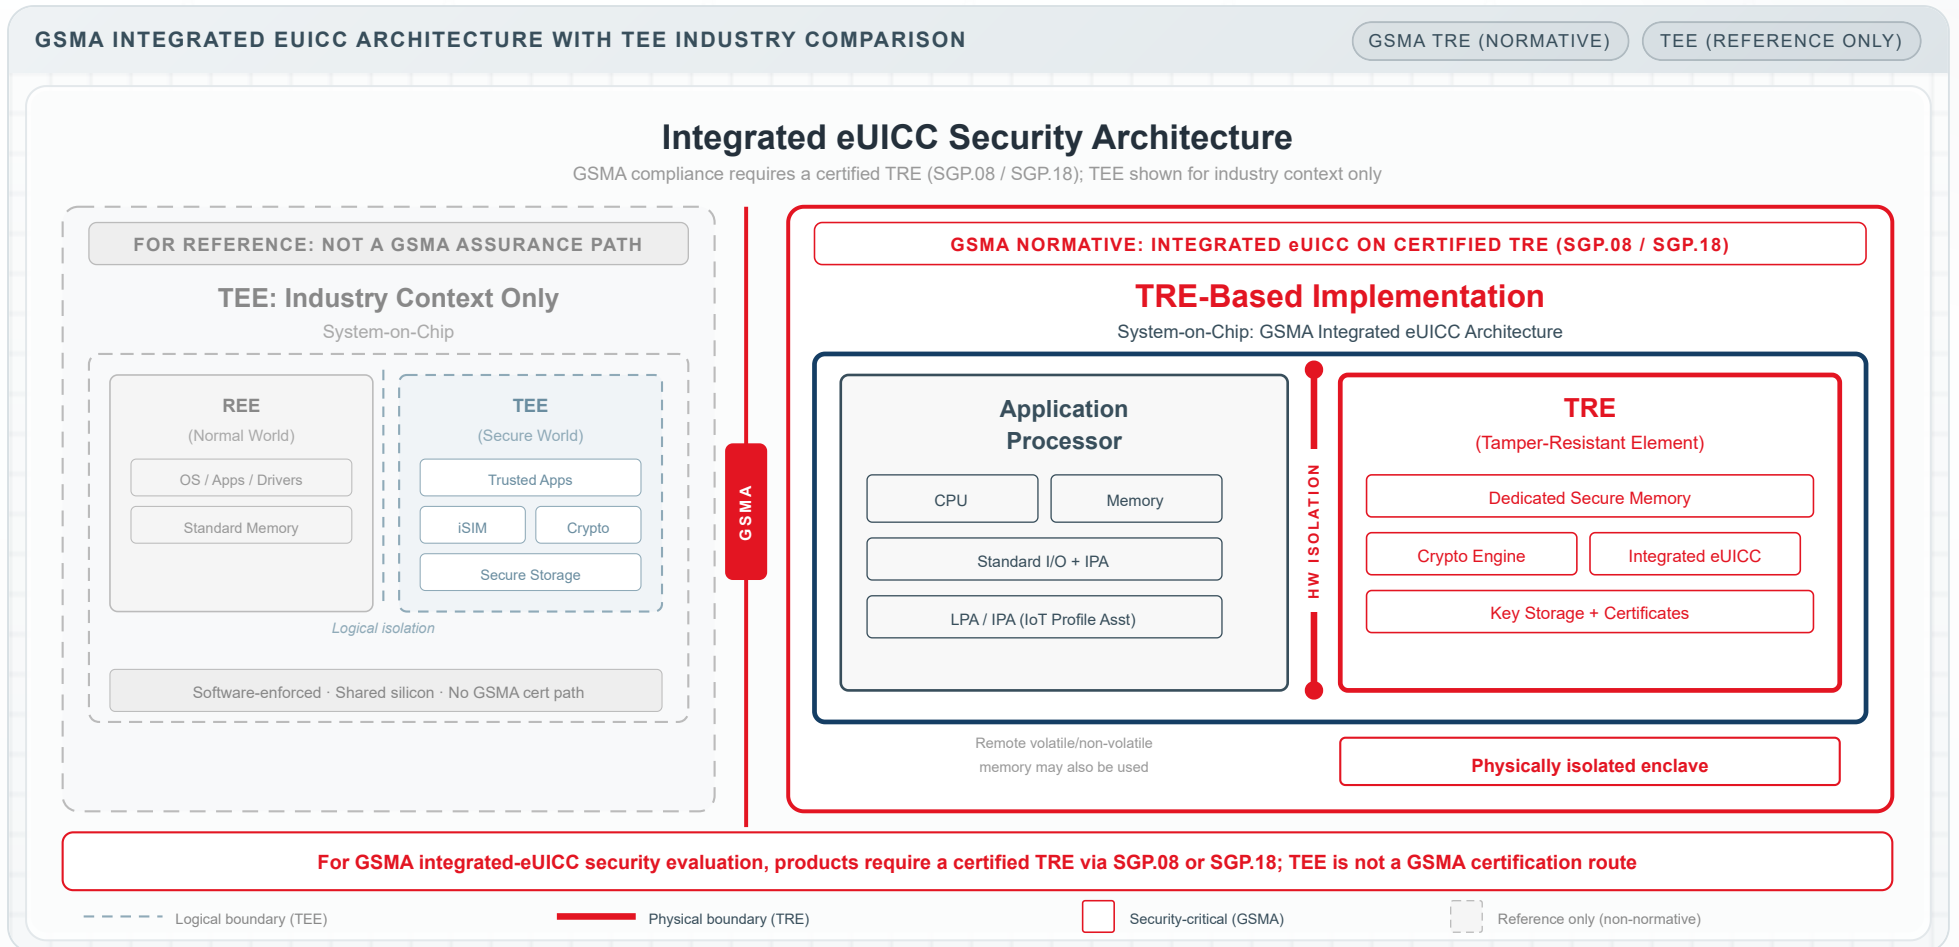 GSMA INTEGRATED EUICC ARCHITECTURE WITH TEE INDUSTRY COMPARISON
GSMA TRE (NORMATIVE)
TEE (REFERENCE ONLY)
Integrated eUICC Security Architecture
GSMA compliance requires a certified TRE (SGP.08 / SGP.18); TEE shown for industry context only
FOR REFERENCE: NOT A GSMA ASSURANCE PATH
TEE: Industry Context Only
System-on-Chip
REE
(Normal World)
OS / Apps / Drivers
Standard Memory
TEE
(Secure World)
Trusted Apps
iSIM
Crypto
Secure Storage
Logical isolation
Software-enforced · Shared silicon · No GSMA cert path
GSMA
GSMA NORMATIVE: INTEGRATED eUICC ON CERTIFIED TRE (SGP.08 / SGP.18)
TRE-Based Implementation
System-on-Chip: GSMA Integrated eUICC Architecture
Application
Processor
CPU
Memory
Standard I/O + IPA
LPA / IPA (IoT Profile Asst)
HW ISOLATION
TRE
(Tamper-Resistant Element)
Dedicated Secure Memory
Crypto Engine
Integrated eUICC
Key Storage + Certificates
Remote volatile/non-volatile
memory may also be used
Physically isolated enclave
For GSMA integrated-eUICC security evaluation, products require a certified TRE via SGP.08 or SGP.18; TEE is not a GSMA certification route
Logical boundary (TEE)
Physical boundary (TRE)
Security-critical (GSMA)
Reference only (non-normative)